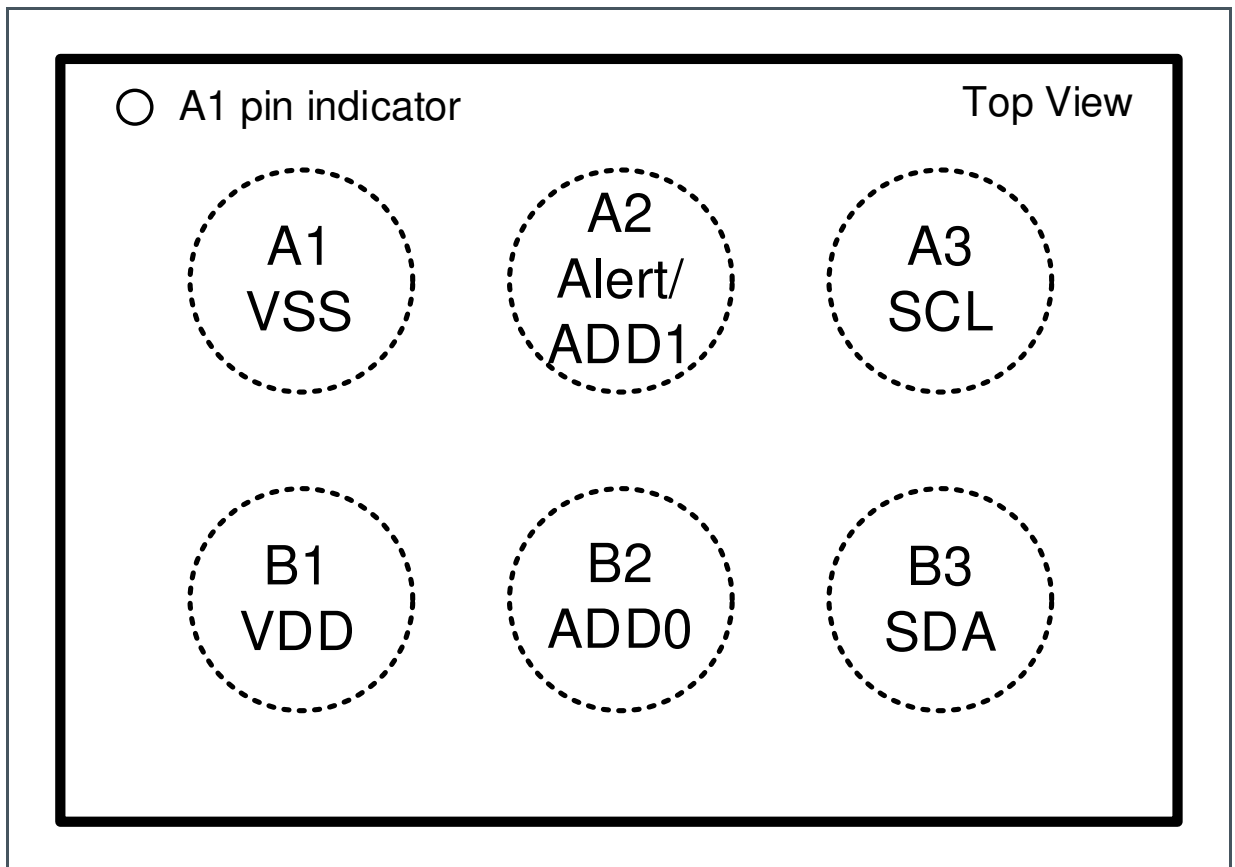 A1 pin indicator
Top View
A1
VSS
A2
Alert/
ADD1
A3
SCL
B1
VDD
B2
ADD0
B3
SDA